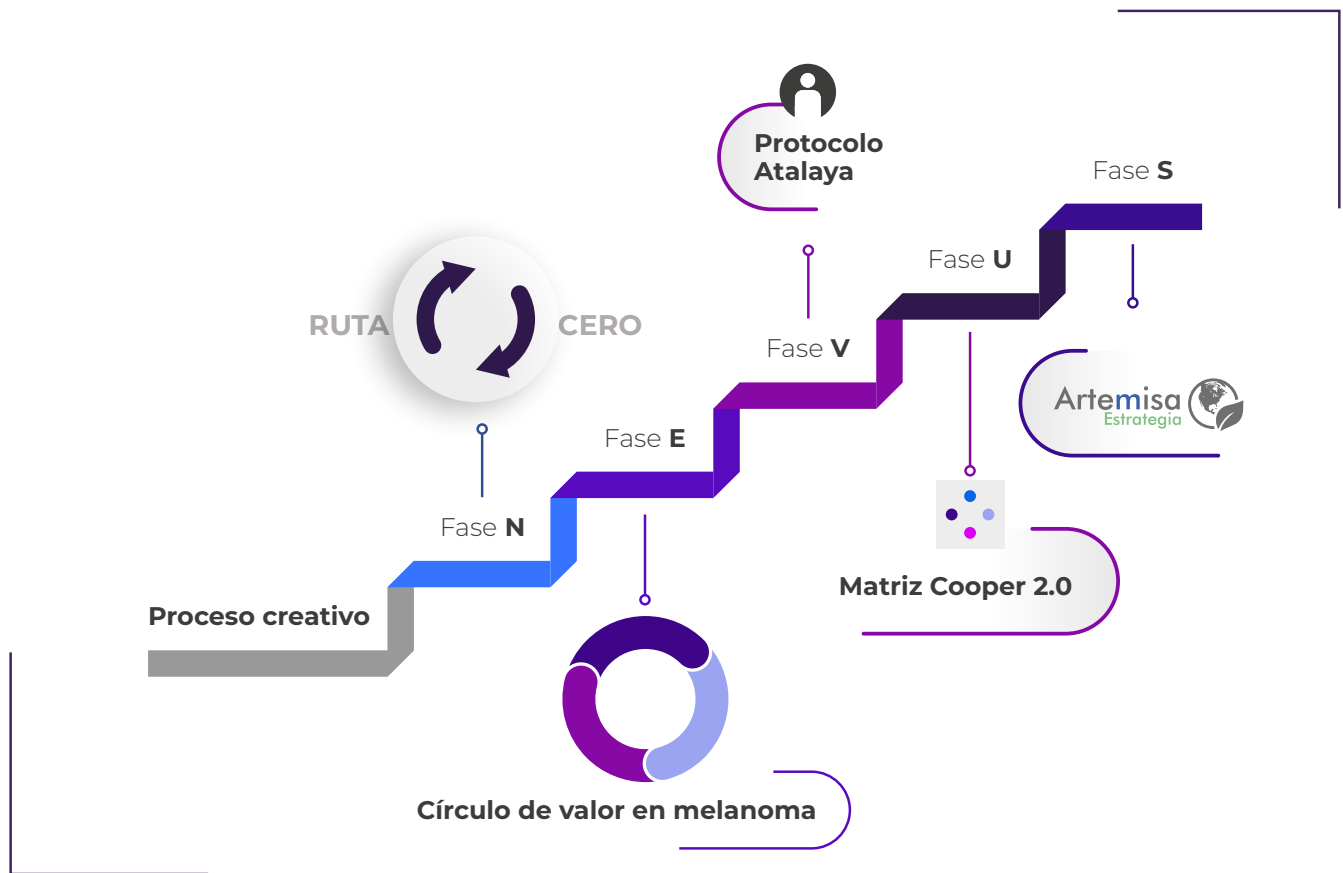 Proceso creativo
Fase N
RUTA CERO
Fase E
Círculo de valor en melanoma
Fase V
Protocolo
Atalaya
Fase U
Matriz Cooper 2.0
Fase S
Artemisa
Estrategia